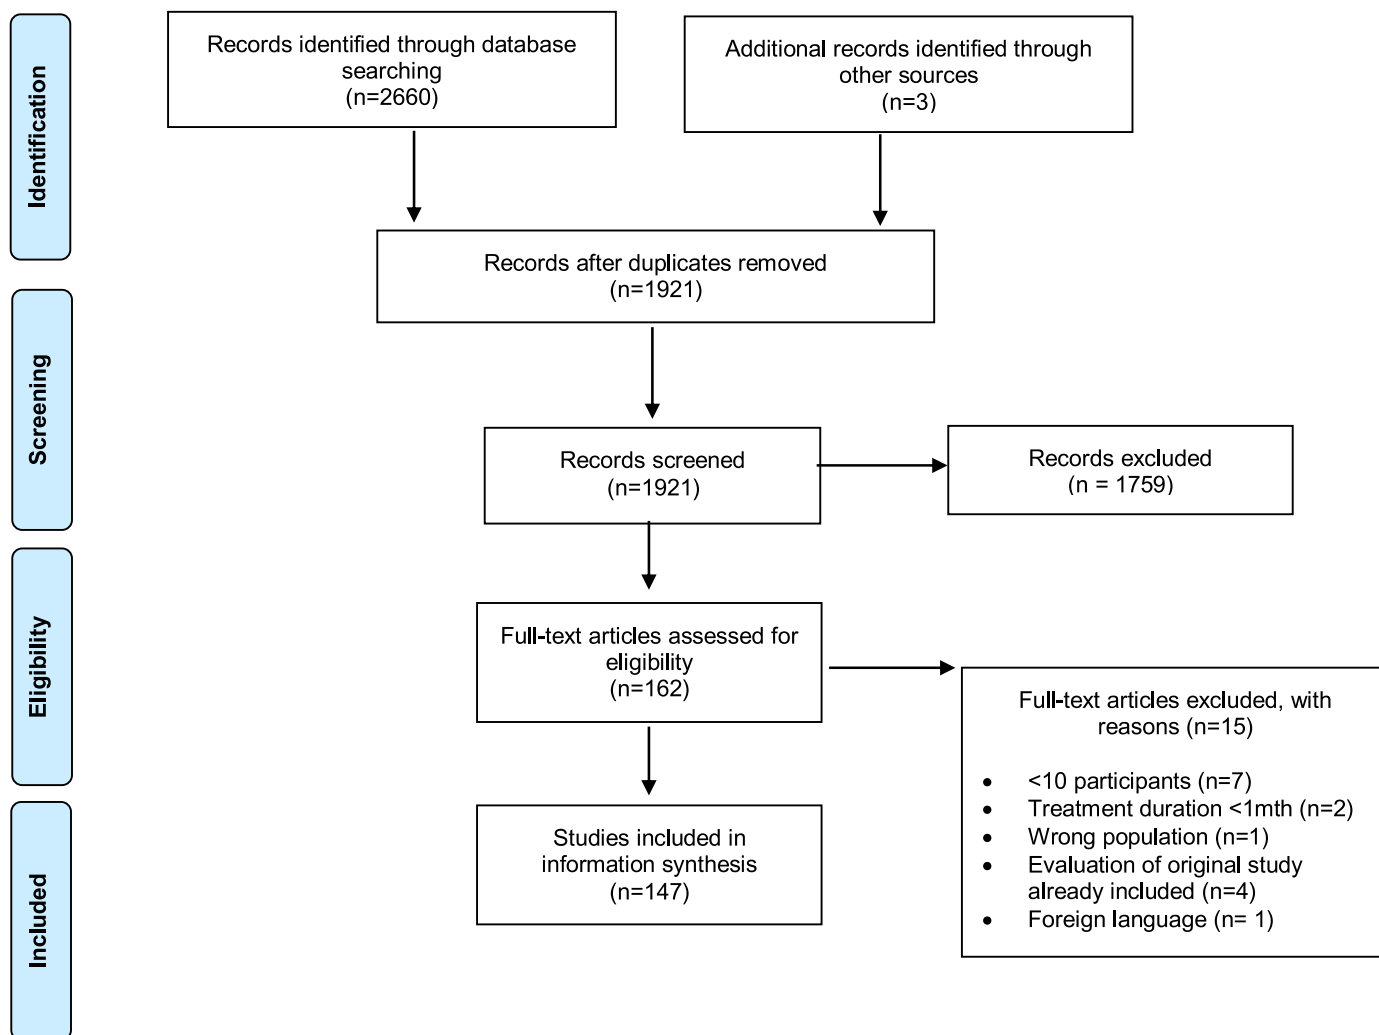 Identification
Records identified through database
searching
(n=2660)
Additional records identified through
other sources
(n=3)
Records after duplicates removed
(n=1921)
Screening
Records screened
(n=1921)
Records excluded
(n = 1759)
Eligibility
Full-text articles assessed for
eligibility
(n=162)
Full-text articles excluded, with
reasons (n=15)
• <10 participants (n=7)
• Treatment duration <1mth (n=2)
• Wrong population (n=1)
• Evaluation of original study
already included (n=4)
• Foreign language (n= 1)
Included
Studies included in
information synthesis
(n=147)